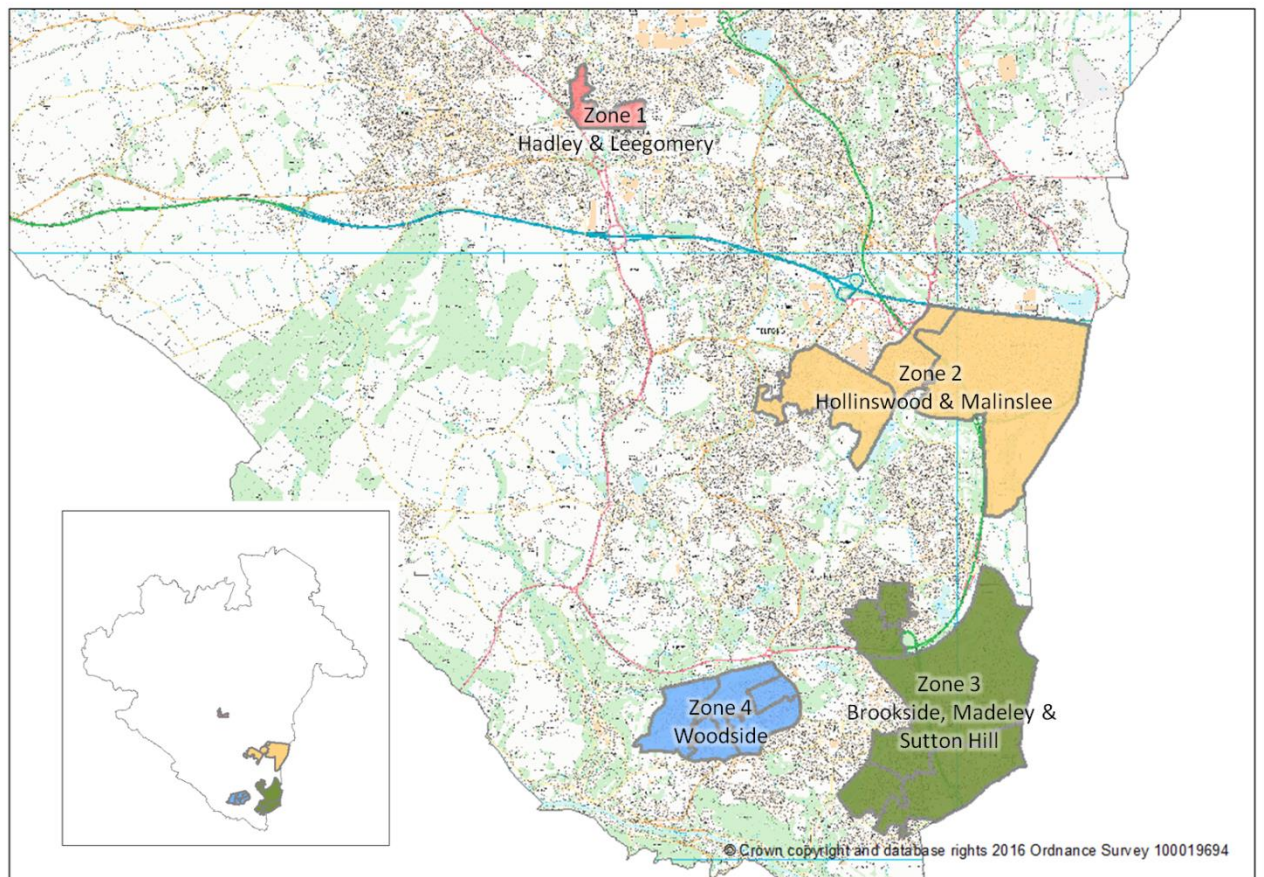 Zone 1
Hadley & Leegomery
Zone 2
Hollinswood & Malinslee
Zone 3
Brookside, Madeley &
Sutton Hill
Zone 4
Woodside
© Crown copyright and database rights 2016 Ordnance Survey 100019694